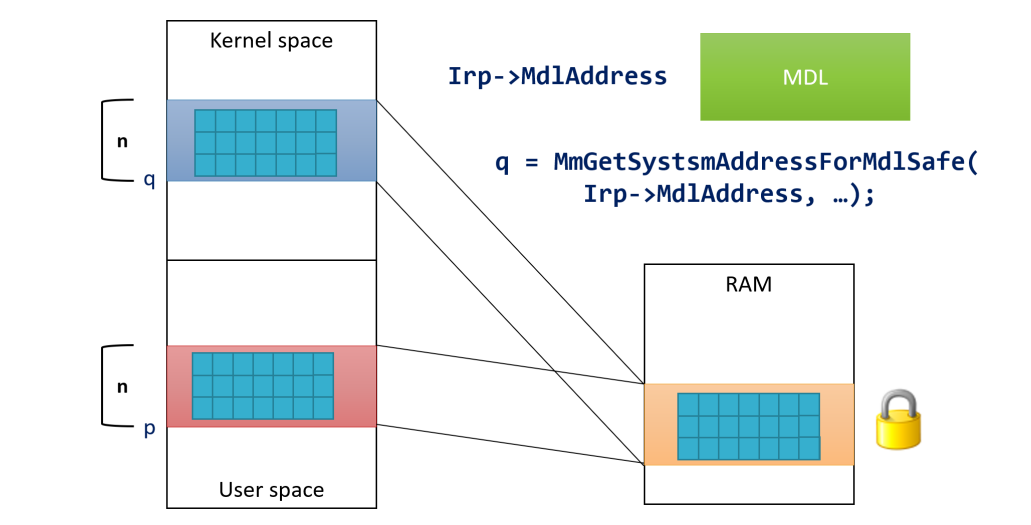 Kernel space
Irp->MdlAddress
MDL
n
q
q = MmGetSystsmAddressForMdlSafe(
Irp->MdlAddress, …);
RAM
n
p
User space